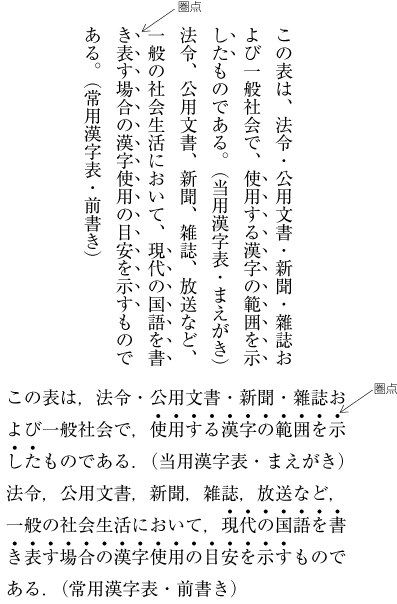 圏点
この表は、法令・公用文書・新聞・雑誌お
よび一般社会で、使用する漢字の範囲を示
したものである。（当用漢字表・まえがき）
法令、公用文書、新聞、雑誌、放送など、
一般の社会生活において、現代の国語を書
き表す場合の漢字使用の目安を示すもので
ある。（常用漢字表・前書き）
圏点
この表は，法令・公用文書・新聞・雑誌お
よび一般社会で，使用する漢字の範囲を示
したものである．（当用漢字表・まえがき）
法令，公用文書，新聞，雑誌，放送など，
一般の社会生活において，現代の国語を書
き表す場合の漢字使用の目安を示すもので
ある．（常用漢字表・前書き）